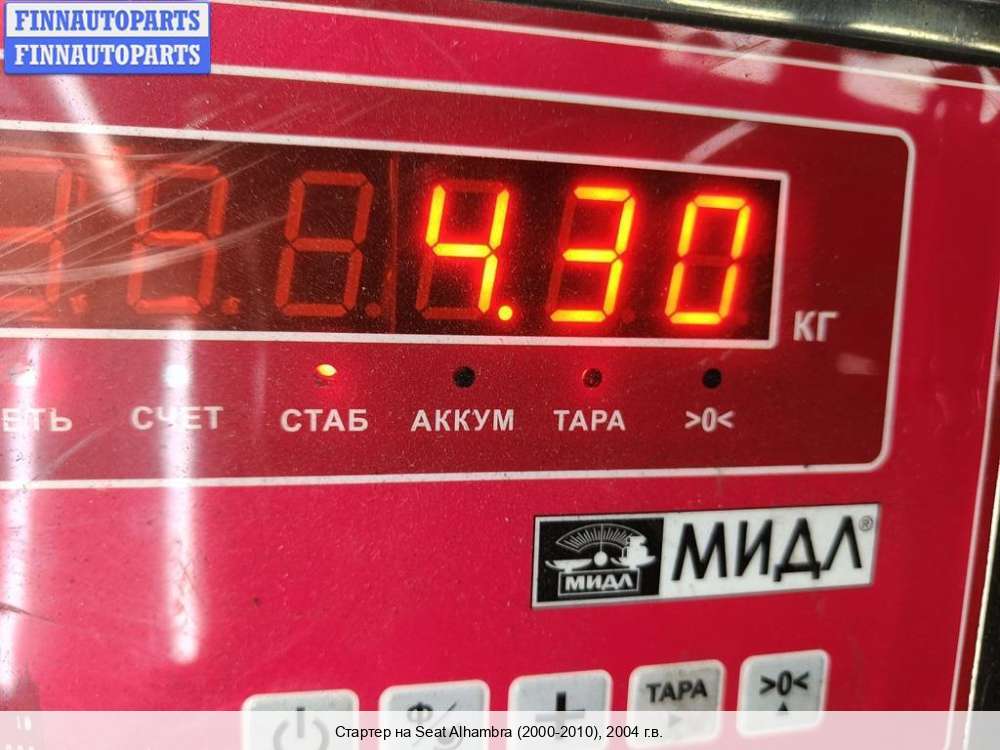 FINNAUTOPARTS
FINNAUTOPARTS
4.30
КГ
СЧЕТ СТАБ АККУМ ТАРА >0<
МИДЛ МИДЛ®
+ ТАРА >0<
Стартер на Seat Alhambra (2000-2010), 2004 г.в.